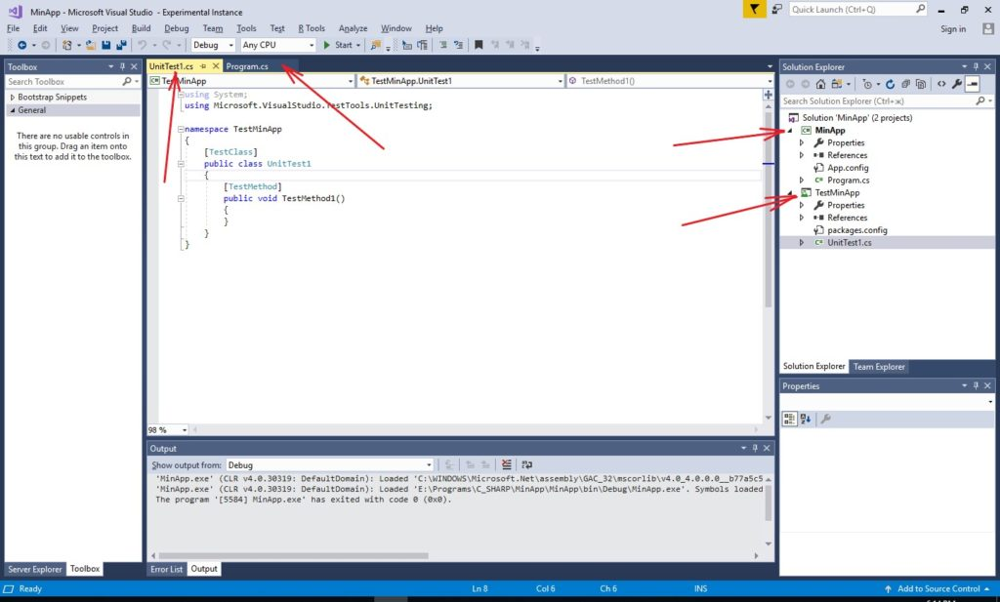 MinApp - Microsoft Visual Studio - Experimental Instance
Quick Launch (Ctrl+Q)
File Edit View Project Build Debug Team Tools Test R Tools Analyze Window Help
Sign in
Debug Any CPU Start
Toolbox
Search Toolbox
Bootstrap Snippets
General
There are no usable controls in
this group. Drag an item onto
this text to add it to the toolbox.
Server Explorer Toolbox
UnitTest1.cs Program.cs
TestMinApp TestMinApp.UnitTest1 TestMethod1()
using System;
using Microsoft.VisualStudio.TestTools.UnitTesting;
namespace TestMinApp
{
[TestClass]
public class UnitTest1
{
[TestMethod]
public void TestMethod1()
{
}
}
}
98 %
Output
Show output from: Debug
'MinApp.exe' (CLR v4.0.30319: DefaultDomain): Loaded 'C:\WINDOWS\Microsoft.Net\assembly\GAC_32\mscorlib\v4.0_4.0.0.0__b77a5c5
'MinApp.exe' (CLR v4.0.30319: DefaultDomain): Loaded 'E:\Programs\C_SHARP\MinApp\MinApp\bin\Debug\MinApp.exe'. Symbols loaded
The program '[5584] MinApp.exe' has exited with code 0 (0x0).
Error List Output
Solution Explorer
Search Solution Explorer (Ctrl+ж)
Solution 'MinApp' (2 projects)
MinApp
Properties
References
App.config
Program.cs
TestMinApp
Properties
References
packages.config
UnitTest1.cs
Solution Explorer Team Explorer
Properties
Ready Ln 8 Col 6 Ch 6 INS Add to Source Control